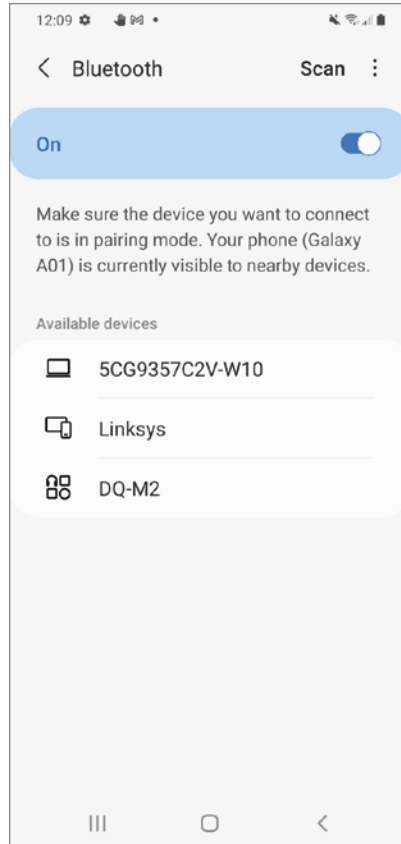 12:09
Bluetooth Scan
On
Make sure the device you want to connect
to is in pairing mode. Your phone (Galaxy
A01) is currently visible to nearby devices.
Available devices
5CG9357C2V-W10
Linksys
DQ-M2